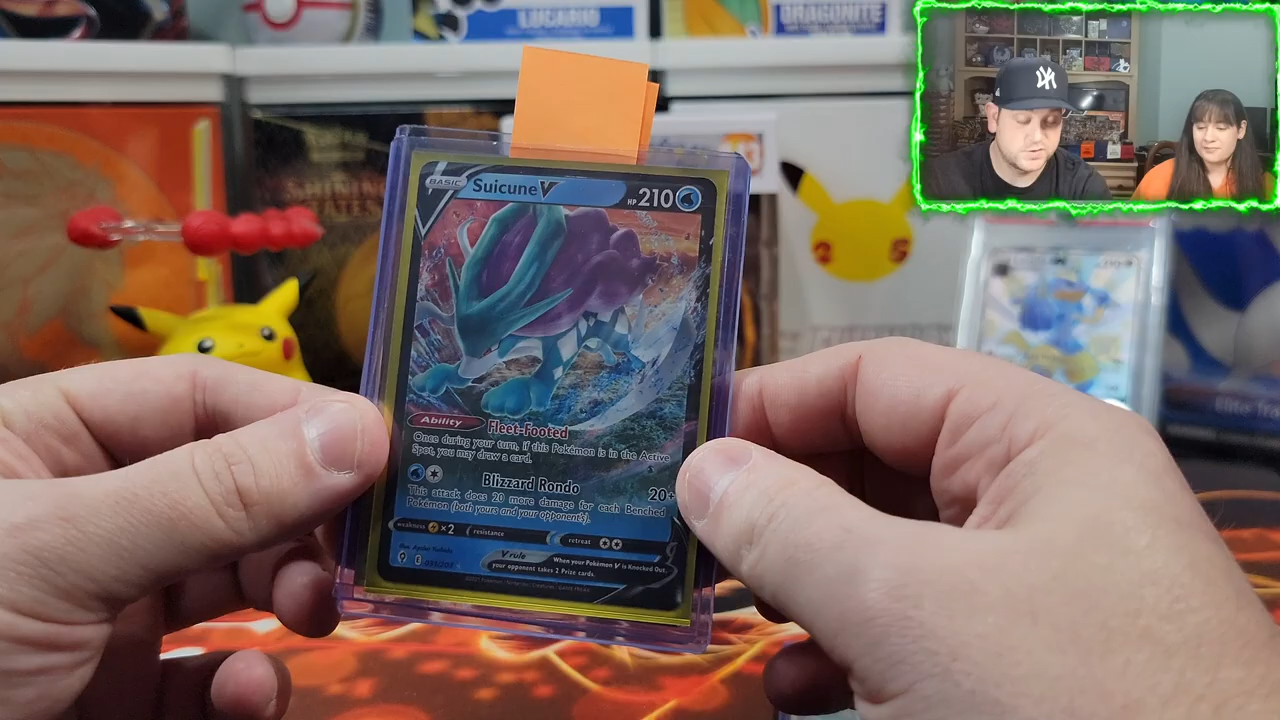 LUCARIO
DRAGONITE
NY
SHINING
BASIC
Suicune V
HP 210
Ability Fleet-Footed
Once during your turn, if this Pokémon is in the Active
Spot, you may draw a card.
Blizzard Rondo 20+
This attack does 20 more damage for each Benched
Pokémon (both yours and your opponent's).
weakness ×2 resistance retreat
V rule When your Pokémon V is Knocked Out,
your opponent takes 2 Prize cards.